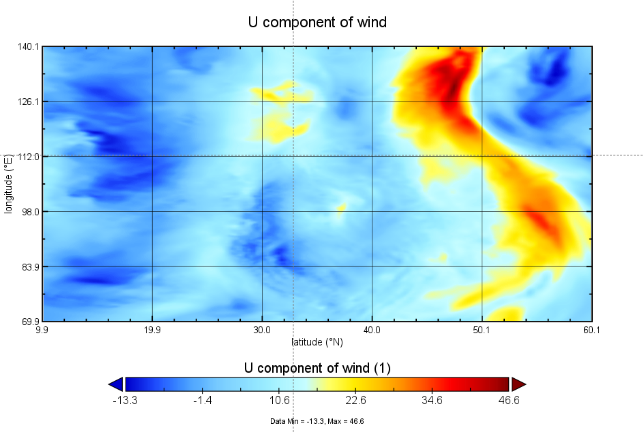 U component of wind
140.1
126.1
112.0
98.0
83.9
69.9
longitude (°E)
9.9 19.9 30.0 40.0 50.1 60.1
latitude (°N)
U component of wind (1)
-13.3 -1.4 10.6 22.6 34.6 46.6
Data Min = -13.3, Max = 46.6